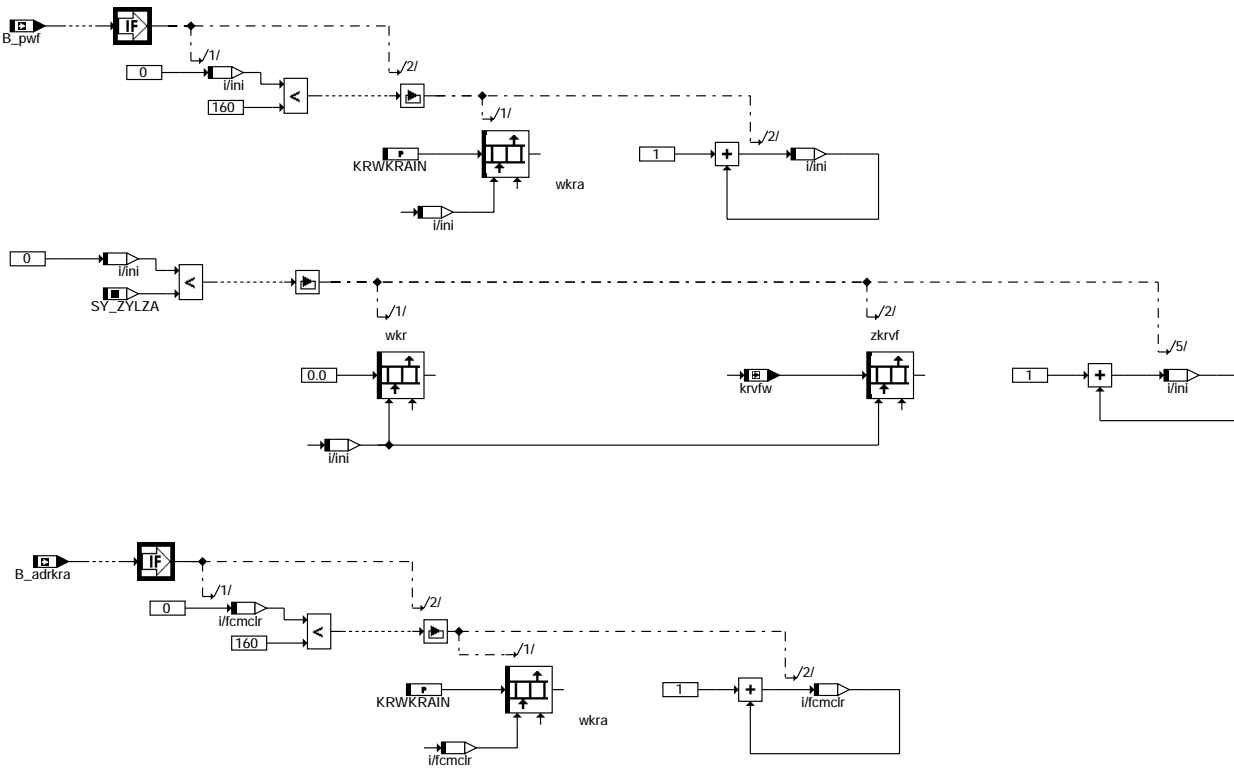 IF
B_pwf
/1/
/2/
0
i/ini
<
160
/1/
/2/
P
KRWKRAIN
wkra
1
+
i/ini
i/ini
0
i/ini
<
SY_ZYLZA
/1/
/2/
/5/
wkr
zkrvf
0.0
krvfw
1
+
i/ini
i/ini
IF
B_adrkra
/1/
/2/
0
i/fcmclr
<
160
/1/
/2/
P
KRWKRAIN
wkra
1
+
i/fcmclr
i/fcmclr